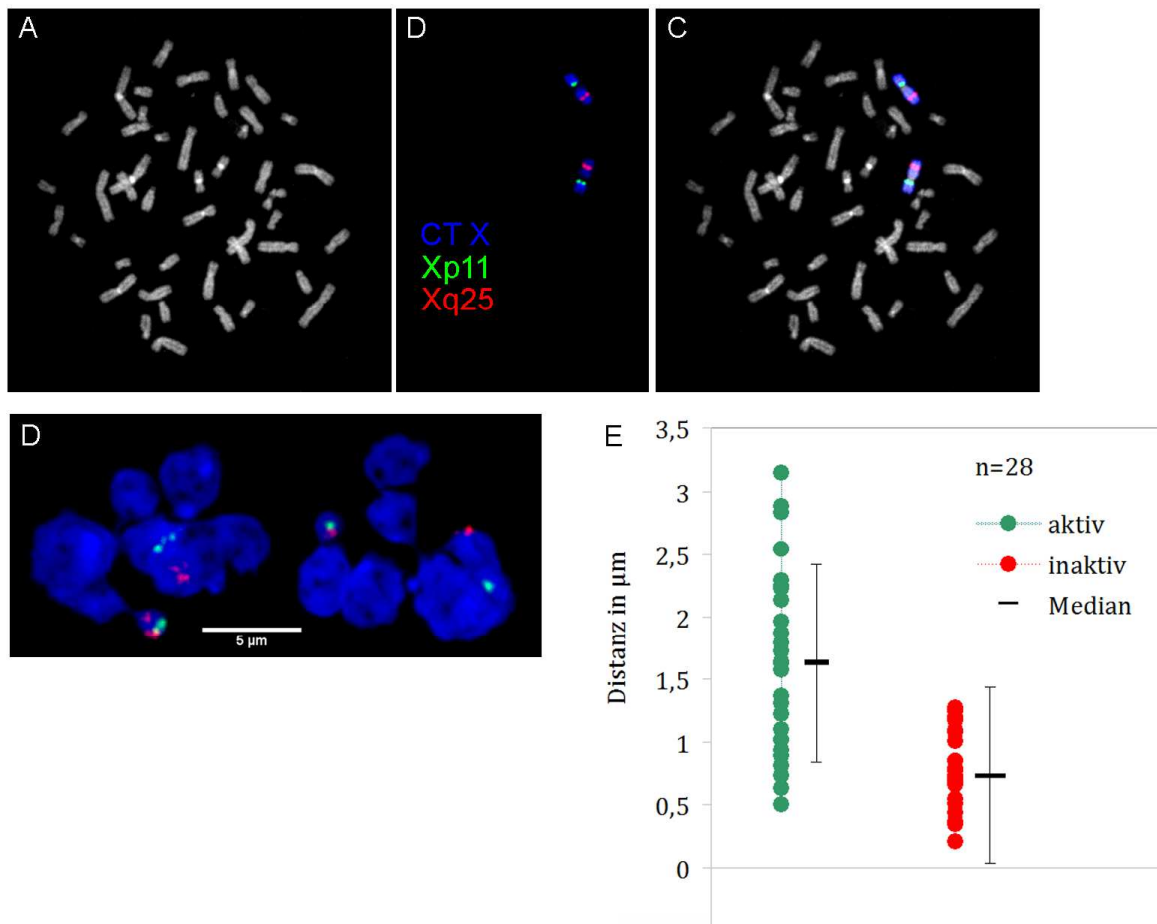 A
D
C
CT X
Xp11
Xq25
D
5 µm
E
3,5
3
2,5
2
1,5
1
0,5
0
Distanz in µm
n=28
aktiv
inaktiv
Median